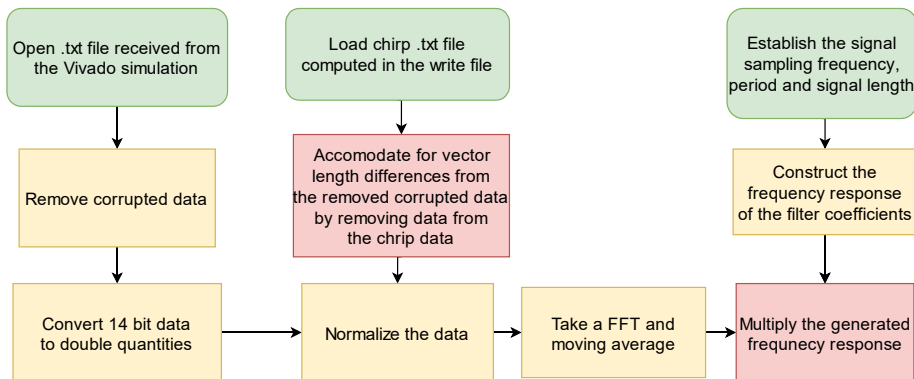 Open .txt file received from
the Vivado simulation
Load chirp .txt file
computed in the write file
Establish the signal
sampling frequency,
period and signal length
Remove corrupted data
Accomodate for vector
length differences from
the removed corrupted data
by removing data from
the chrip data
Construct the
frequency response
of the filter coefficients
Convert 14 bit data
to double quantities
Normalize the data
Take a FFT and
moving average
Multiply the generated
frequnecy response